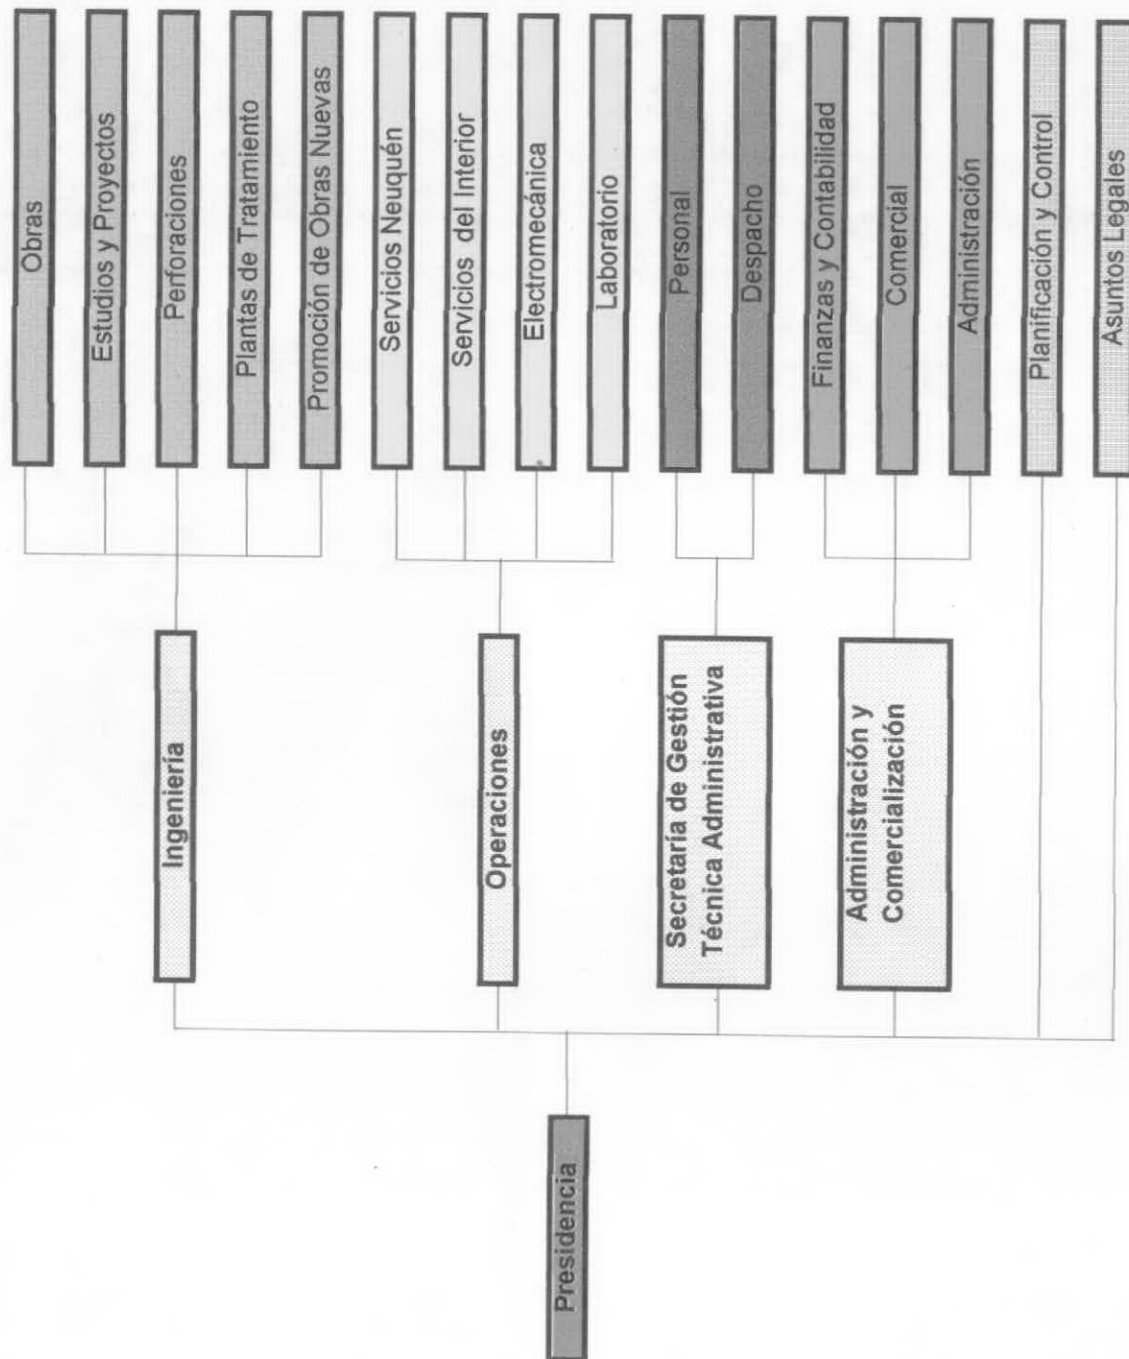 Presidencia
Ingeniería
Obras
Estudios y Proyectos
Perforaciones
Plantas de Tratamiento
Promoción de Obras Nuevas
Operaciones
Servicios Neuquén
Servicios del Interior
Electromecánica
Laboratorio
Secretaría de Gestión
Técnica Administrativa
Personal
Despacho
Administración y
Comercialización
Finanzas y Contabilidad
Comercial
Administración
Planificación y Control
Asuntos Legales